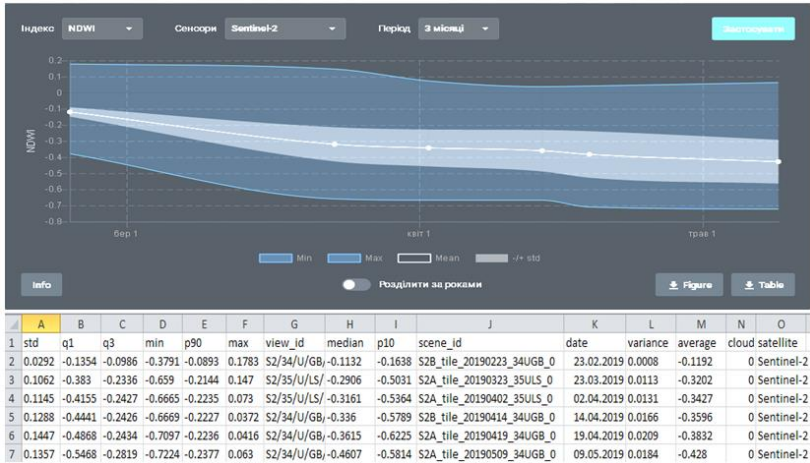 Індекс NDWI Сенсори Sentinel-2 Період 3 місяці Застосувати
0.2
0.1
0
-0.1
-0.2
-0.3
-0.4
-0.5
-0.6
-0.7
-0.8
NDWI
бер 1 квіт 1 трав 1
Min Max Mean -/+ std
Info Розділити за роками Figure Table
A B C D E F G H I J K L M N O
1 std q1 q3 min p90 max view_id median p10 scene_id date variance average cloud satellite
2 0.0292 -0.1354 -0.0986 -0.3791 -0.0893 0.1783 S2/34/U/GB/ -0.1132 -0.1638 S2B_tile_20190223_34UGB_0 23.02.2019 0.0008 -0.1192 0 Sentinel-2
3 0.1062 -0.383 -0.2336 -0.659 -0.2144 0.147 S2/35/U/LS/ -0.2906 -0.5031 S2A_tile_20190323_35ULS_0 23.03.2019 0.0113 -0.3202 0 Sentinel-2
4 0.1145 -0.4155 -0.2427 -0.6665 -0.2235 0.073 S2/35/U/LS/ -0.3161 -0.5364 S2A_tile_20190402_35ULS_0 02.04.2019 0.0131 -0.3427 0 Sentinel-2
5 0.1288 -0.4441 -0.2426 -0.6669 -0.2227 0.0372 S2/34/U/GB/ -0.336 -0.5789 S2B_tile_20190414_34UGB_0 14.04.2019 0.0166 -0.3596 0 Sentinel-2
6 0.1447 -0.4868 -0.2434 -0.7097 -0.2236 0.0416 S2/34/U/GB/ -0.3615 -0.6225 S2A_tile_20190419_34UGB_0 19.04.2019 0.0209 -0.3832 0 Sentinel-2
7 0.1357 -0.5468 -0.2819 -0.7224 -0.2377 0.063 S2/34/U/GB/ -0.4607 -0.5814 S2A_tile_20190509_34UGB_0 09.05.2019 0.0184 -0.428 0 Sentinel-2